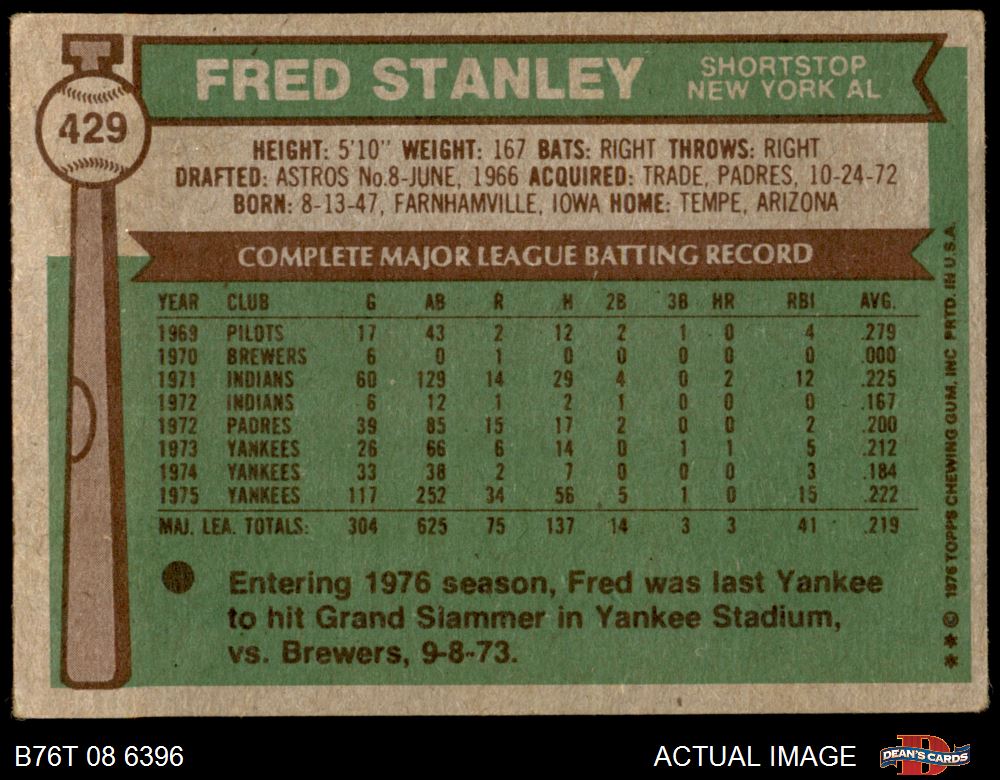 FRED STANLEY
SHORTSTOP
NEW YORK AL
429
HEIGHT: 5'10" WEIGHT: 167 BATS: RIGHT THROWS: RIGHT
DRAFTED: ASTROS No.8-JUNE, 1966 ACQUIRED: TRADE, PADRES, 10-24-72
BORN: 8-13-47, FARNHAMVILLE, IOWA HOME: TEMPE, ARIZONA
COMPLETE MAJOR LEAGUE BATTING RECORD
YEAR CLUB G AB R H 2B 3B HR RBI AVG.
1969 PILOTS 17 43 2 12 2 1 0 4 .279
1970 BREWERS 6 0 1 0 0 0 0 0 .000
1971 INDIANS 60 129 14 29 4 0 2 12 .225
1972 INDIANS 6 12 1 2 1 0 0 0 .167
1972 PADRES 39 85 15 17 2 0 0 2 .200
1973 YANKEES 26 66 6 14 0 1 1 5 .212
1974 YANKEES 33 38 2 7 0 0 0 3 .184
1975 YANKEES 117 252 34 56 5 1 0 15 .222
MAJ. LEA. TOTALS: 304 625 75 137 14 3 3 41 .219
Entering 1976 season, Fred was last Yankee
to hit Grand Slammer in Yankee Stadium,
vs. Brewers, 9-8-73.
** © 1976 TOPPS CHEWING GUM, INC PRTD. IN U.S.A.
B76T 08 6396
ACTUAL IMAGE
D
DEAN'S CARDS